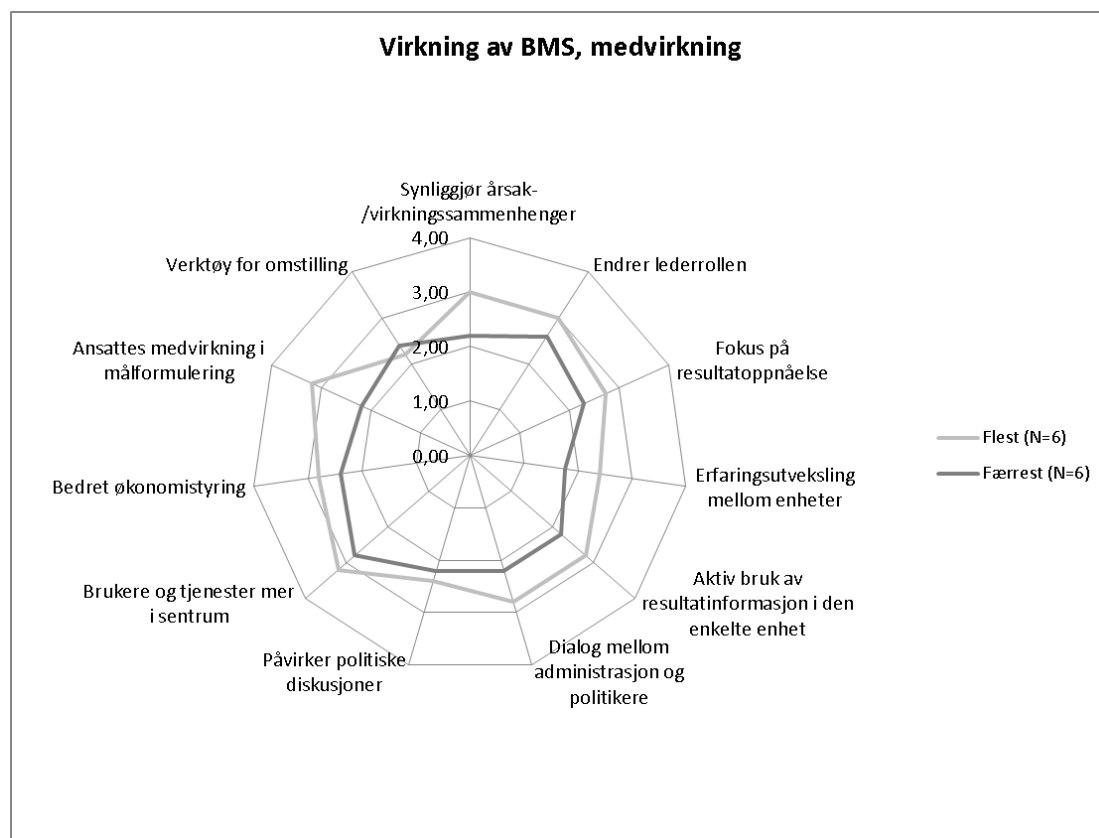 Virkning av BMS, medvirkning
Synliggjør årsak-
/virkningssammenhenger
4,00
3,00
2,00
1,00
0,00
Endrer lederrollen
Fokus på
resultatoppnåelse
Erfaringsutveksling
mellom enheter
Aktiv bruk av
resultatinformasjon i den
enkelte enhet
Dialog mellom
administrasjon og
politikere
Påvirker politiske
diskusjoner
Brukere og tjenester mer
i sentrum
Bedret økonomistyring
Ansattes medvirkning i
målformulering
Verktøy for omstilling
Flest (N=6)
Færrest (N=6)